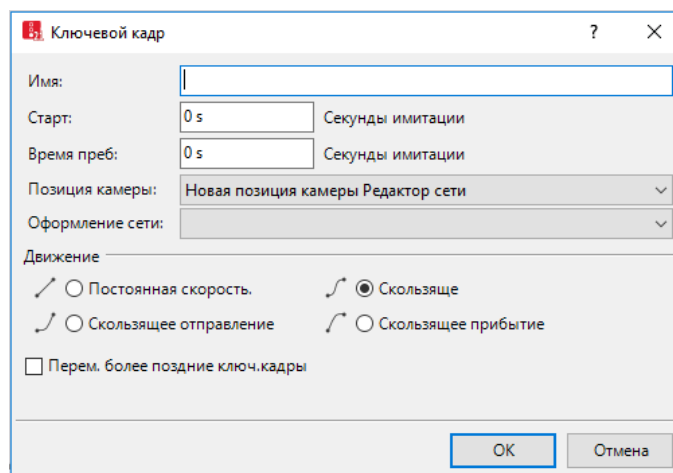 Ключевой кадр ?
Имя:
Старт: 0 s Секунды имитации
Время преб: 0 s Секунды имитации
Позиция камеры: Новая позиция камеры Редактор сети
Оформление сети:
Движение
Постоянная скорость. Скользяще
Скользящее отправление Скользящее прибытие
Перем. более поздние ключ.кадры
OK Отмена